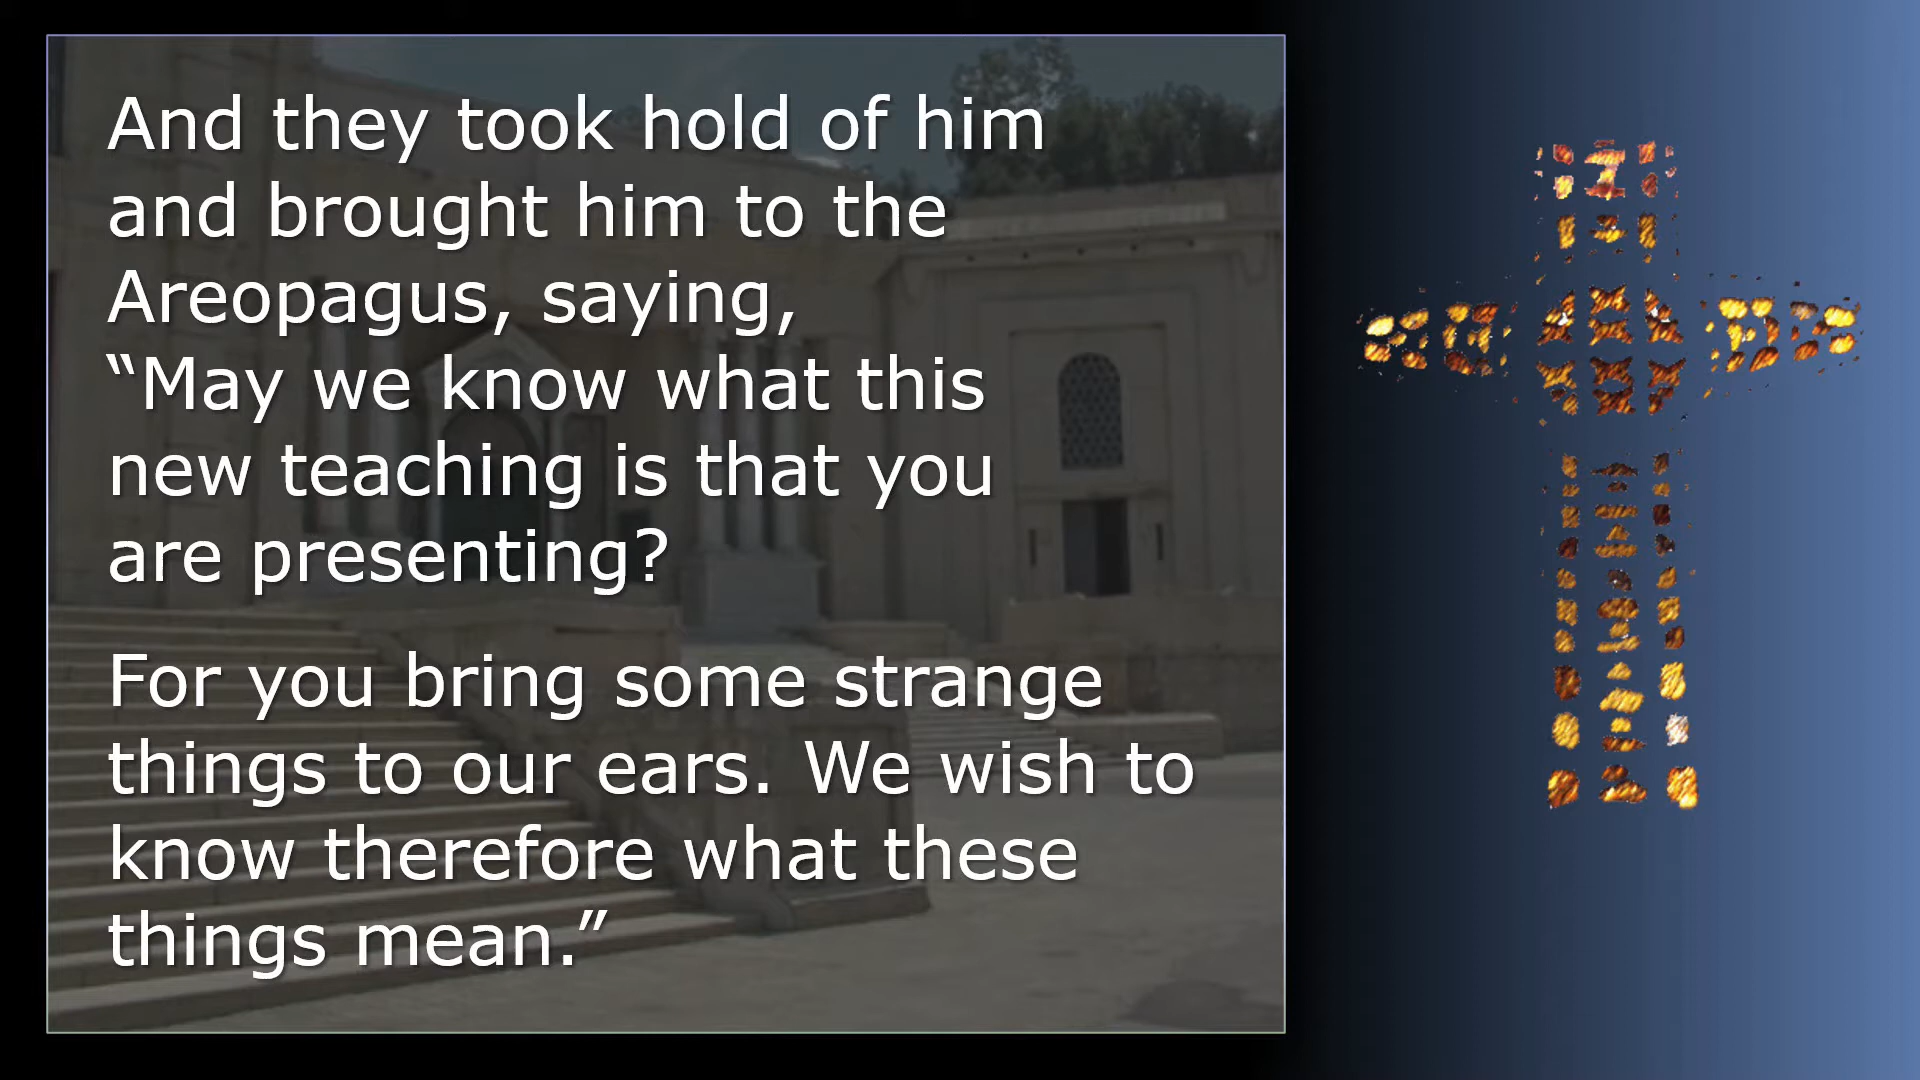 And they took hold of him
and brought him to the
Areopagus, saying,
“May we know what this
new teaching is that you
are presenting?
For you bring some strange
things to our ears. We wish to
know therefore what these
things mean.”